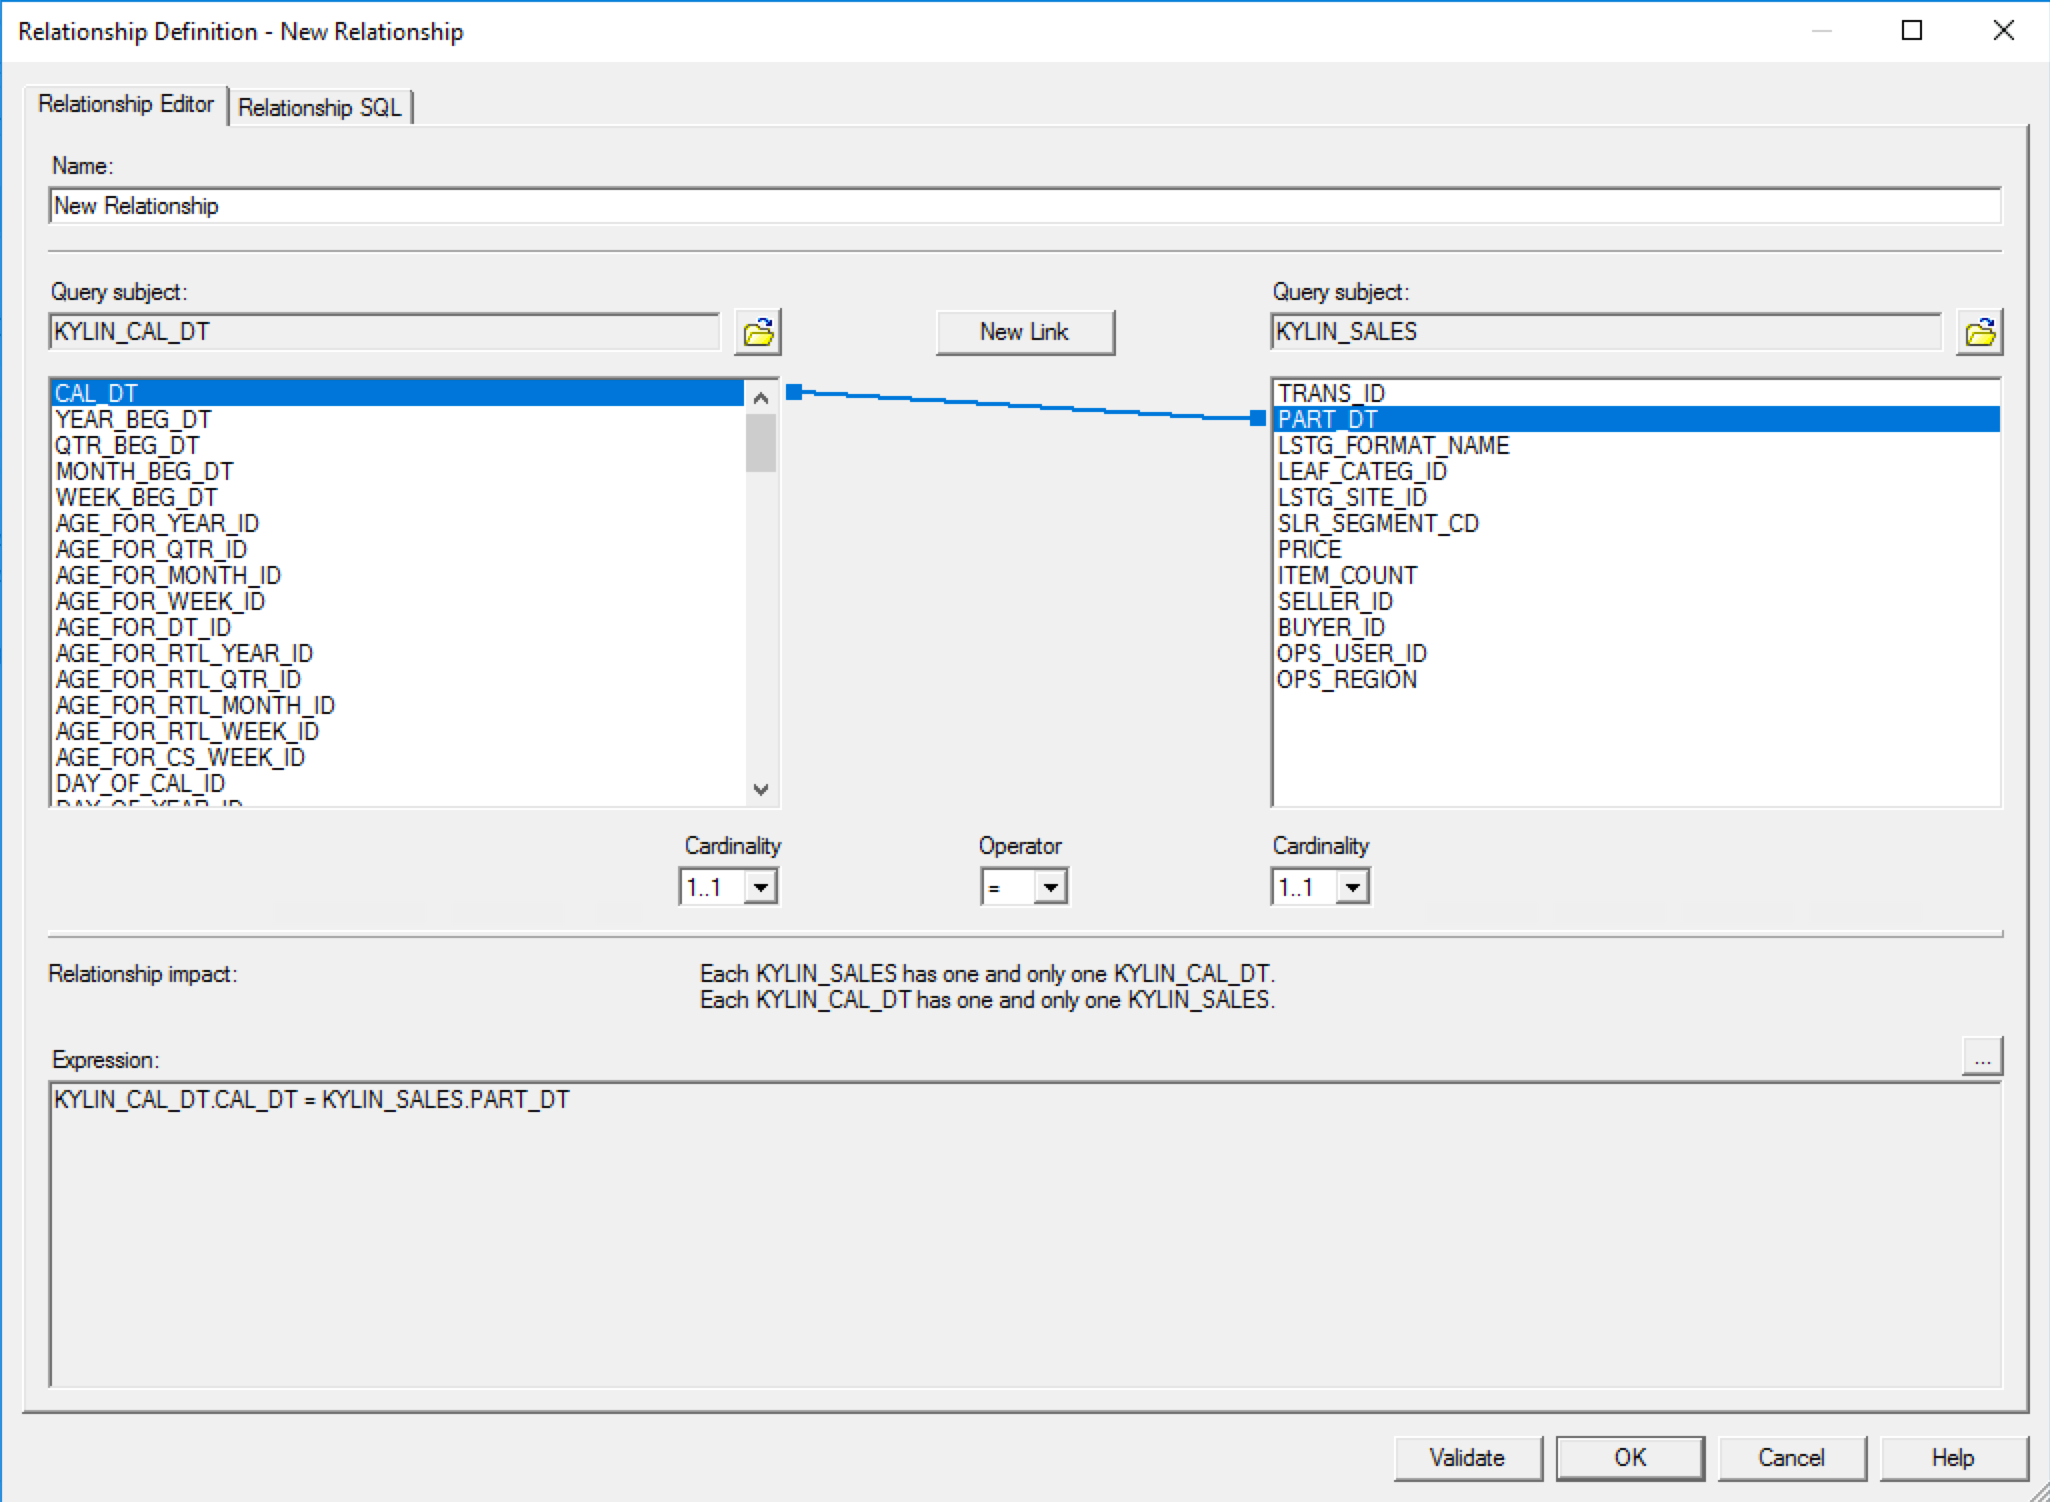 Relationship Definition - New Relationship
Relationship Editor
Relationship SQL
Name:
New Relationship
Query subject:
KYLIN_CAL_DT
New Link
Query subject:
KYLIN_SALES
CAL_DT
YEAR_BEG_DT
QTR_BEG_DT
MONTH_BEG_DT
WEEK_BEG_DT
AGE_FOR_YEAR_ID
AGE_FOR_QTR_ID
AGE_FOR_MONTH_ID
AGE_FOR_WEEK_ID
AGE_FOR_DT_ID
AGE_FOR_RTL_YEAR_ID
AGE_FOR_RTL_QTR_ID
AGE_FOR_RTL_MONTH_ID
AGE_FOR_RTL_WEEK_ID
AGE_FOR_CS_WEEK_ID
DAY_OF_CAL_ID
DAY_OF_YEAR_ID
TRANS_ID
PART_DT
LSTG_FORMAT_NAME
LEAF_CATEG_ID
LSTG_SITE_ID
SLR_SEGMENT_CD
PRICE
ITEM_COUNT
SELLER_ID
BUYER_ID
OPS_USER_ID
OPS_REGION
Cardinality
1..1
Operator
=
Cardinality
1..1
Relationship impact:
Each KYLIN_SALES has one and only one KYLIN_CAL_DT.
Each KYLIN_CAL_DT has one and only one KYLIN_SALES.
Expression:
...
KYLIN_CAL_DT.CAL_DT = KYLIN_SALES.PART_DT
Validate
OK
Cancel
Help